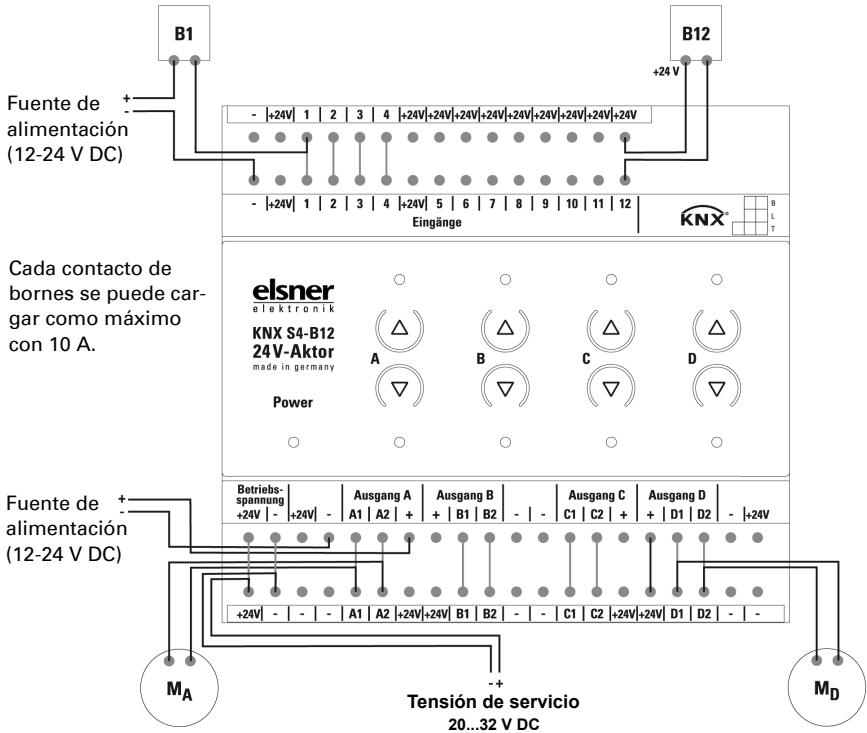 B1
B12
+24 V
Fuente de
alimentación
(12-24 V DC)
+
-
- | +24V | 1 | 2 | 3 | 4 | +24V | +24V | +24V | +24V | +24V | +24V | +24V | +24V | +24V
- | +24V | 1 | 2 | 3 | 4 | +24V | 5 | 6 | 7 | 8 | 9 | 10 | 11 | 12
Eingänge
KNX®
B
L
T
Cada contacto de
bornes se puede car-
gar como máximo
con 10 A.
elsner
elektronik
KNX S4-B12
24V-Aktor
made in germany
Power
A
B
C
D
Fuente de
alimentación
(12-24 V DC)
+
-
Betriebs-
spannung
Ausgang A
Ausgang B
Ausgang C
Ausgang D
+24V | - | +24V | - | A1 | A2 | + | + | B1 | B2 | - | - | C1 | C2 | + | + | D1 | D2 | - | +24V
+24V | - | - | - | A1 | A2 | +24V | +24V | B1 | B2 | - | - | C1 | C2 | +24V | +24V | D1 | D2 | - | -
MA
MD
- +
Tensión de servicio
20...32 V DC